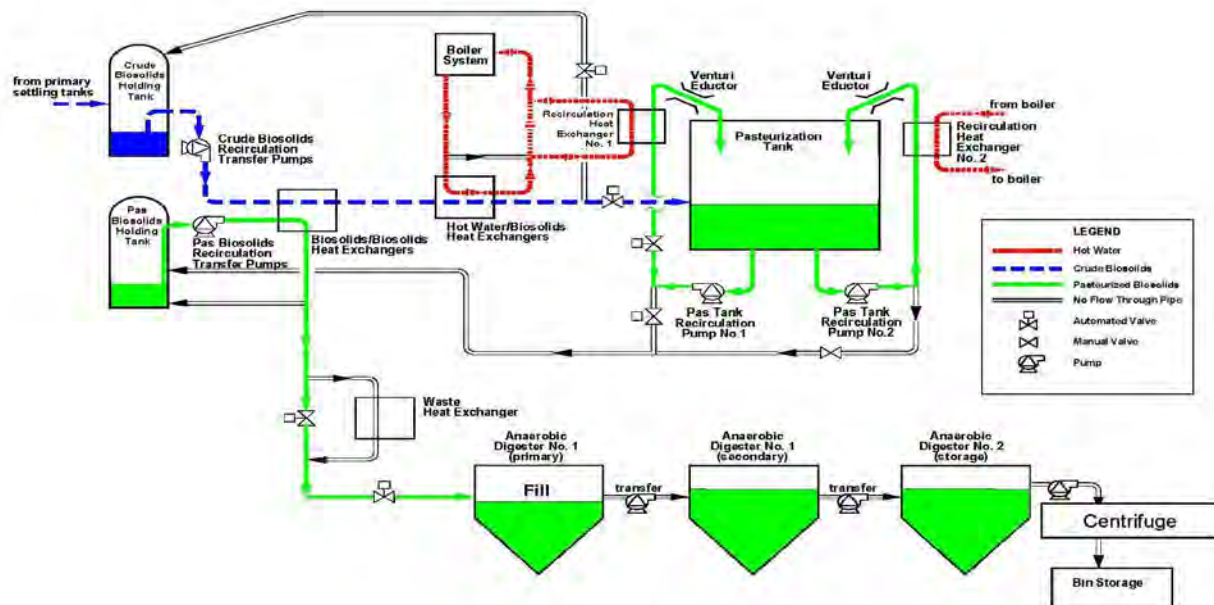 from primary
settling tanks
Crude
Biosolids
Holding
Tank
Crude Biosolids
Recirculation
Transfer Pumps
Boiler
System
Recirculation
Heat
Exchanger
No. 1
Venturi
Eductor
Venturi
Eductor
Pasteurization
Tank
from boiler
Recirculation
Heat
Exchanger
No. 2
to boiler
Pas
Biosolids
Holding
Tank
Pas Biosolids
Recirculation
Transfer Pumps
Biosolids/Biosolids
Heat Exchangers
Hot Water/Biosolids
Heat Exchangers
Pas Tank
Recirculation
Pump No.1
Pas Tank
Recirculation
Pump No.2
LEGEND
Hot Water
Crude Biosolids
Pasteurized Biosolids
No Flow Through Pipe
Automated Valve
Manual Valve
Pump
Waste
Heat Exchanger
Anaerobic
Digester No. 1
(primary)
Fill
transfer
Anaerobic
Digester No. 1
(secondary)
transfer
Anaerobic
Digester No. 2
(storage)
Centrifuge
Bin Storage